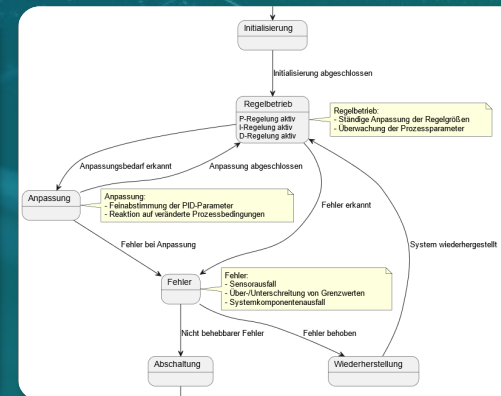 Initialisierung
Initialisierung abgeschlossen
Regelbetrieb
P-Regelung aktiv
I-Regelung aktiv
D-Regelung aktiv
Regelbetrieb:
- Ständige Anpassung der Regelgrößen
- Überwachung der Prozessparameter
Anpassungsbedarf erkannt
Anpassung abgeschlossen
Anpassung
Anpassung:
- Feinabstimmung der PID-Parameter
- Reaktion auf veränderte Prozessbedingungen
Fehler erkannt
Fehler bei Anpassung
System wiederhergestellt
Fehler
Fehler:
- Sensorausfall
- Über-/Unterschreitung von Grenzwerten
- Systemkomponentenausfall
Nicht behebbarer Fehler
Fehler behoben
Abschaltung
Wiederherstellung